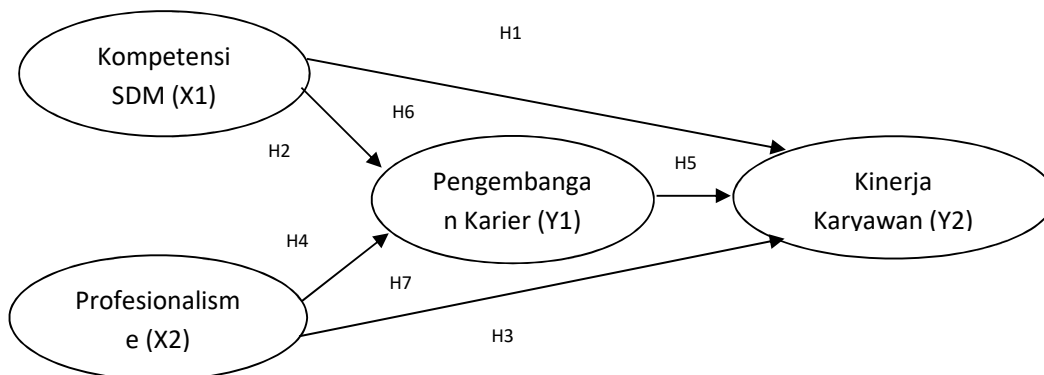 H1
Kompetensi
SDM (X1)
H6
H2
H5
Pengembanga
n Karier (Y1)
Kinerja
Karyawan (Y2)
H4
H7
Profesionalism
e (X2)
H3